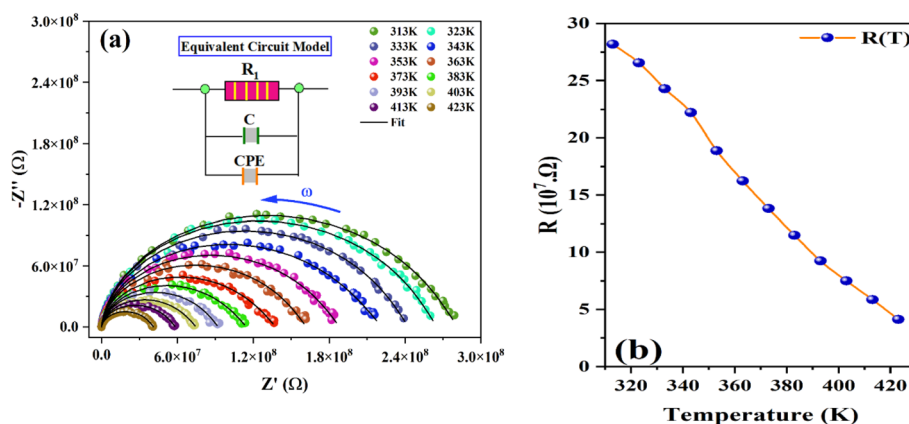 (a)
3.0×10⁸
2.4×10⁸
1.8×10⁸
1.2×10⁸
6.0×10⁷
0.0
-Z'' (Ω)
Equivalent Circuit Model
R₁
C
CPE
313K 323K
333K 343K
353K 363K
373K 383K
393K 403K
413K 423K
Fit
ω
0.0 6.0×10⁷ 1.2×10⁸ 1.8×10⁸ 2.4×10⁸ 3.0×10⁸
Z' (Ω)
R(T)
30
25
20
15
10
5
0
R (10⁷.Ω)
(b)
320 340 360 380 400 420
Temperature (K)